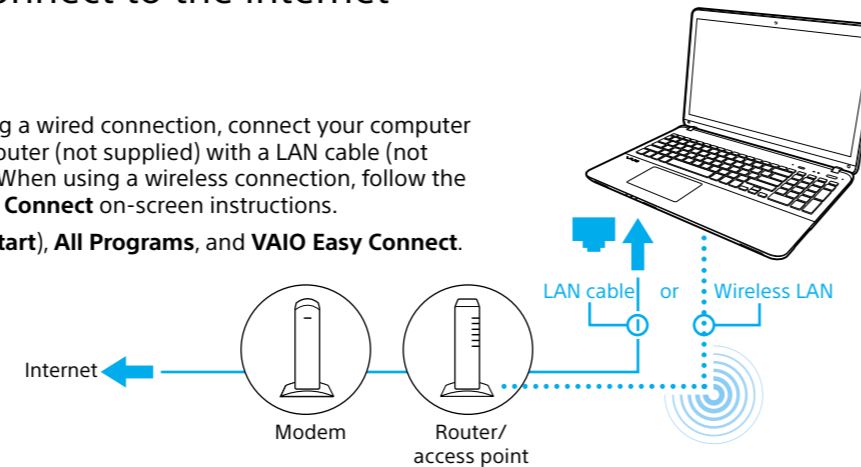 onnect to the Internet
g a wired connection, connect your computer
outer (not supplied) with a LAN cable (not
When using a wireless connection, follow the
Connect on-screen instructions.
tart), All Programs, and VAIO Easy Connect.
LAN cable or Wireless LAN
Internet
Modem
Router/
access point